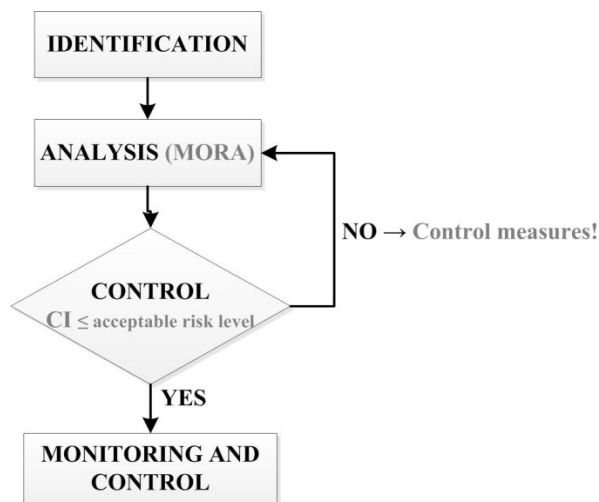 IDENTIFICATION
ANALYSIS (MORA)
NO → Control measures!
CONTROL
CI ≤ acceptable risk level
YES
MONITORING AND
CONTROL